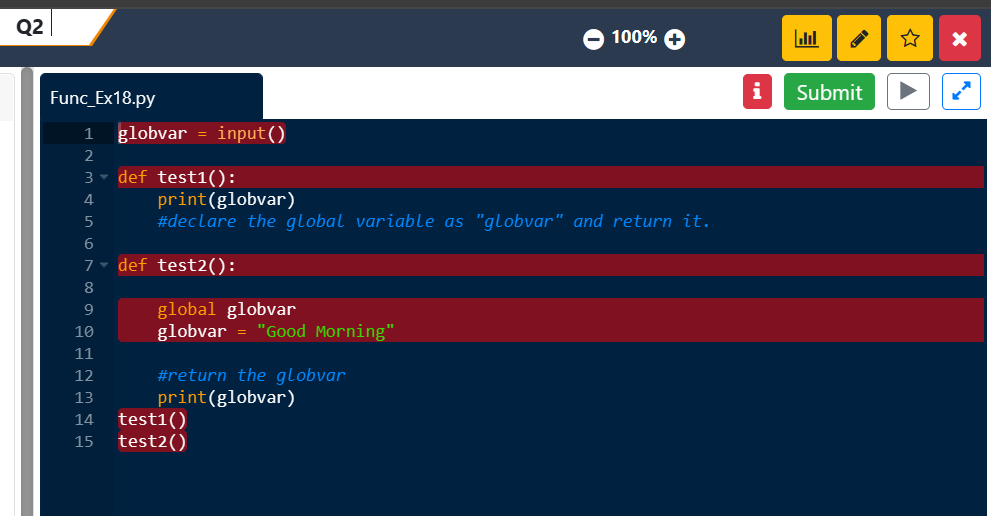 Q2
100%
Func_Ex18.py
Submit
1 globvar = input()
2
3 def test1():
4 print(globvar)
5 #declare the global variable as "globvar" and return it.
6
7 def test2():
8
9 global globvar
10 globvar = "Good Morning"
11
12 #return the globvar
13 print(globvar)
14 test1()
15 test2()